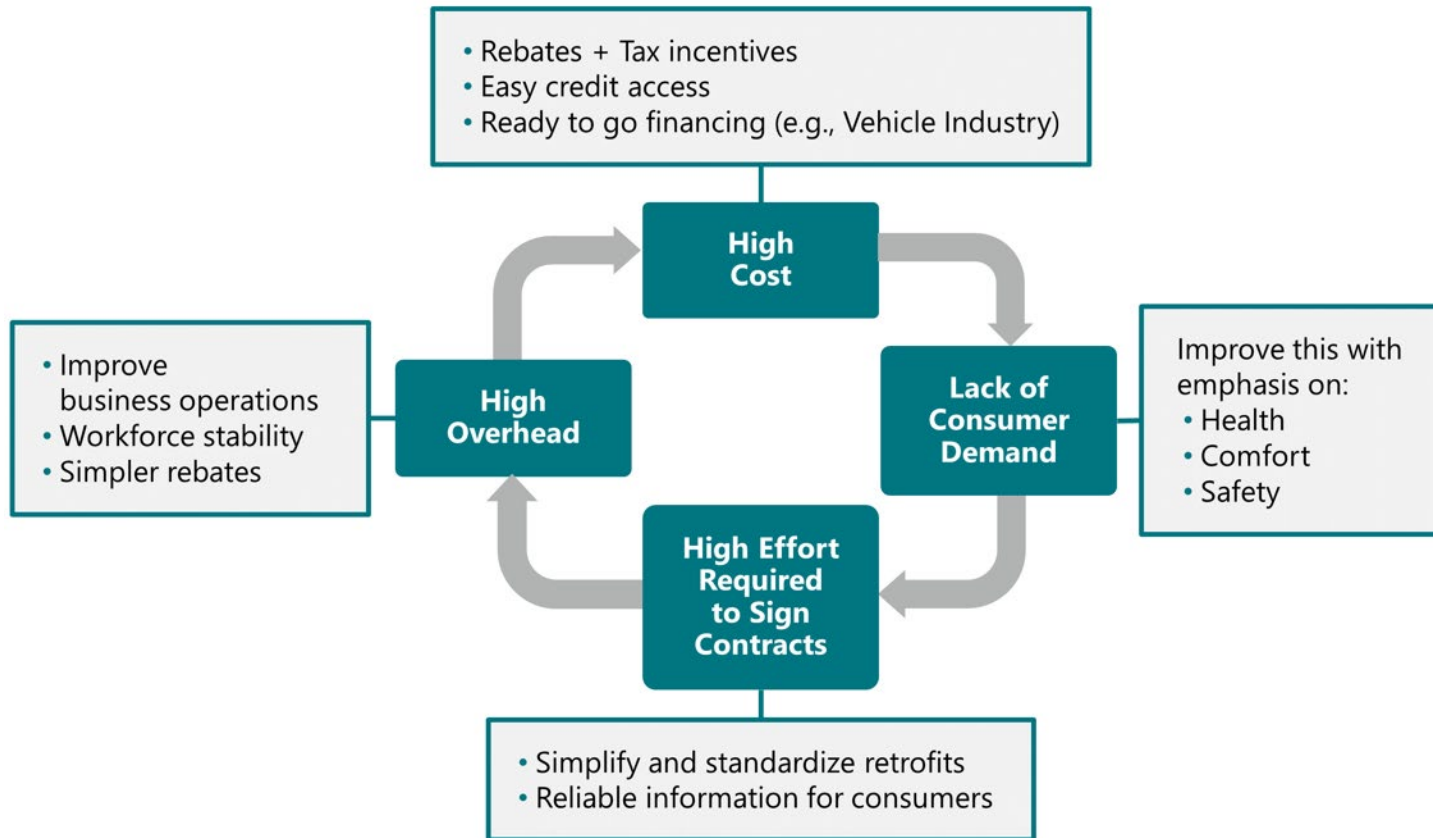 • Rebates + Tax incentives
• Easy credit access
• Ready to go financing (e.g., Vehicle Industry)
High
Cost
• Improve
business operations
• Workforce stability
• Simpler rebates
High
Overhead
Lack of
Consumer
Demand
Improve this with
emphasis on:
• Health
• Comfort
• Safety
High Effort
Required
to Sign
Contracts
• Simplify and standardize retrofits
• Reliable information for consumers